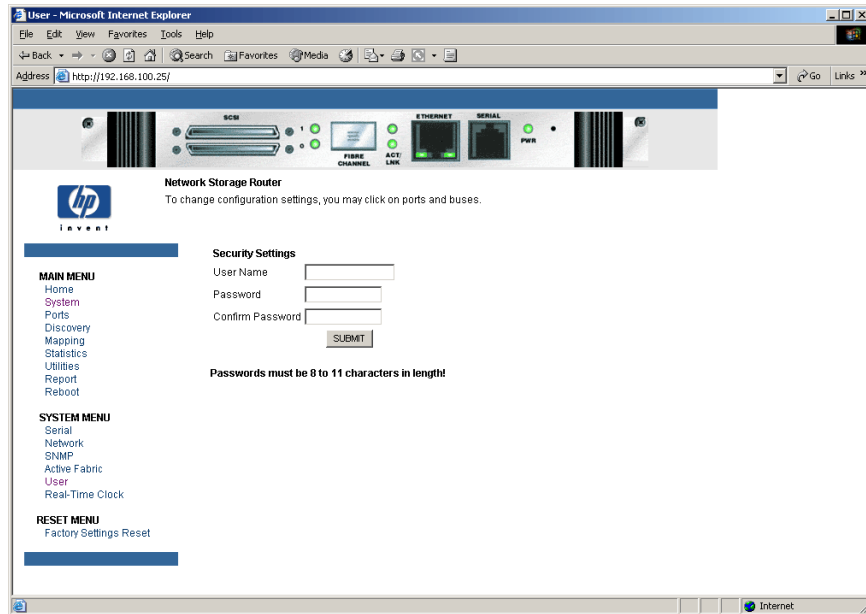 User - Microsoft Internet Explorer
File Edit View Favorites Tools Help
Back Search Favorites Media
Address http://192.168.100.25/ Go Links »
SCSI
1
0
FIBRE CHANNEL
ACT/ LNK
ETHERNET
SERIAL
PWR
hp
invent
Network Storage Router
To change configuration settings, you may click on ports and buses.
Security Settings
User Name
Password
Confirm Password
SUBMIT
Passwords must be 8 to 11 characters in length!
MAIN MENU
Home
System
Ports
Discovery
Mapping
Statistics
Utilities
Report
Reboot
SYSTEM MENU
Serial
Network
SNMP
Active Fabric
User
Real-Time Clock
RESET MENU
Factory Settings Reset
Internet